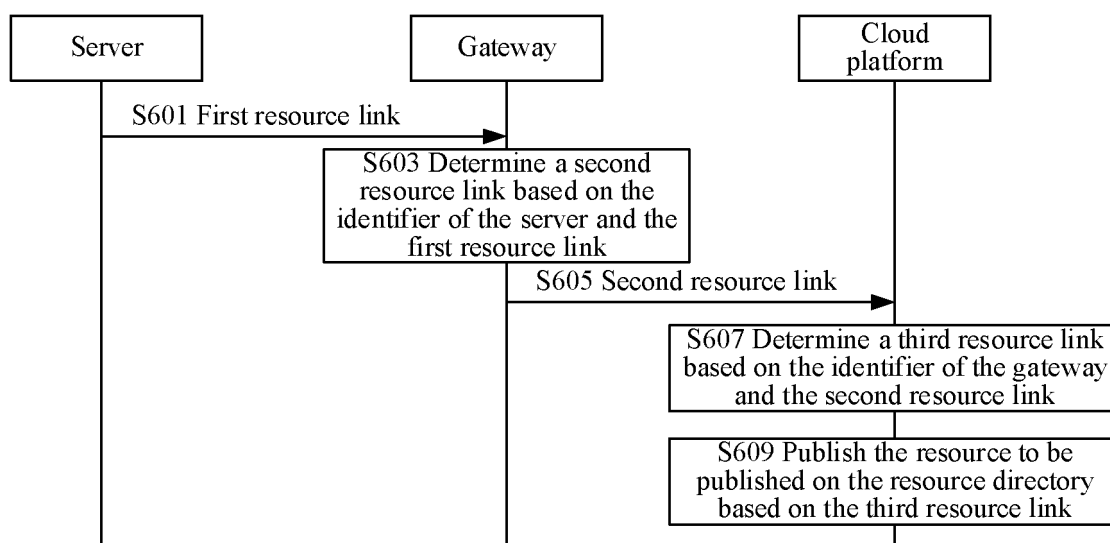 Server
Gateway
Cloud
platform
S601 First resource link
S603 Determine a second
resource link based on the
identifier of the server and the
first resource link
S605 Second resource link
S607 Determine a third resource link
based on the identifier of the gateway
and the second resource link
S609 Publish the resource to be
published on the resource directory
based on the third resource link